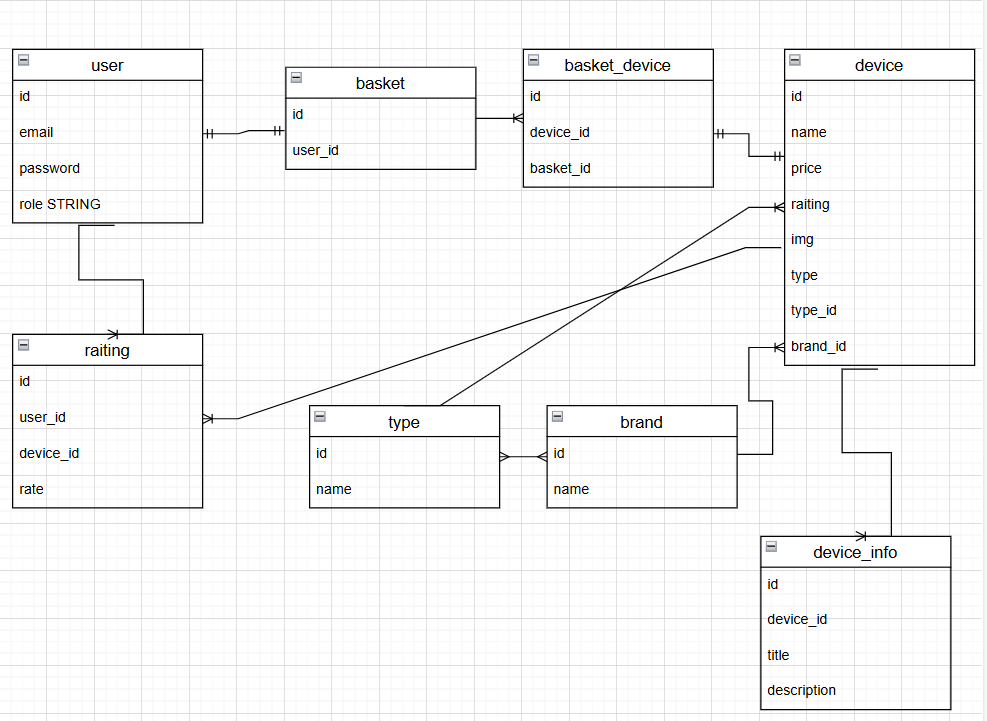 user
id
email
password
role STRING
basket
id
user_id
basket_device
id
device_id
basket_id
device
id
name
price
raiting
img
type
type_id
brand_id
raiting
id
user_id
device_id
rate
type
id
name
brand
id
name
device_info
id
device_id
title
description